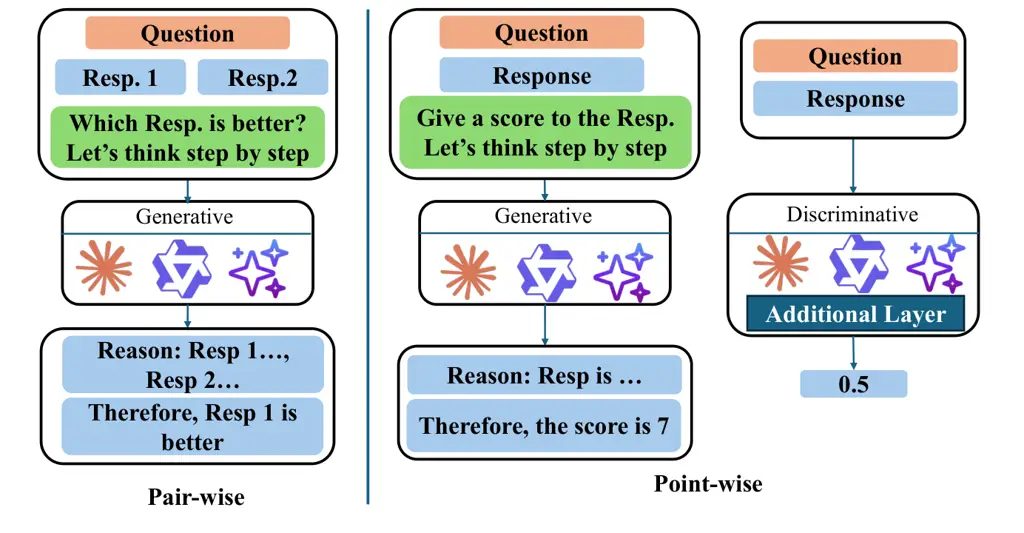 Question
Resp. 1
Resp.2
Which Resp. is better?
Let's think step by step
Generative
Reason: Resp 1…,
Resp 2…
Therefore, Resp 1 is
better
Pair-wise
Question
Response
Give a score to the Resp.
Let's think step by step
Generative
Reason: Resp is …
Therefore, the score is 7
Question
Response
Discriminative
Additional Layer
0.5
Point-wise